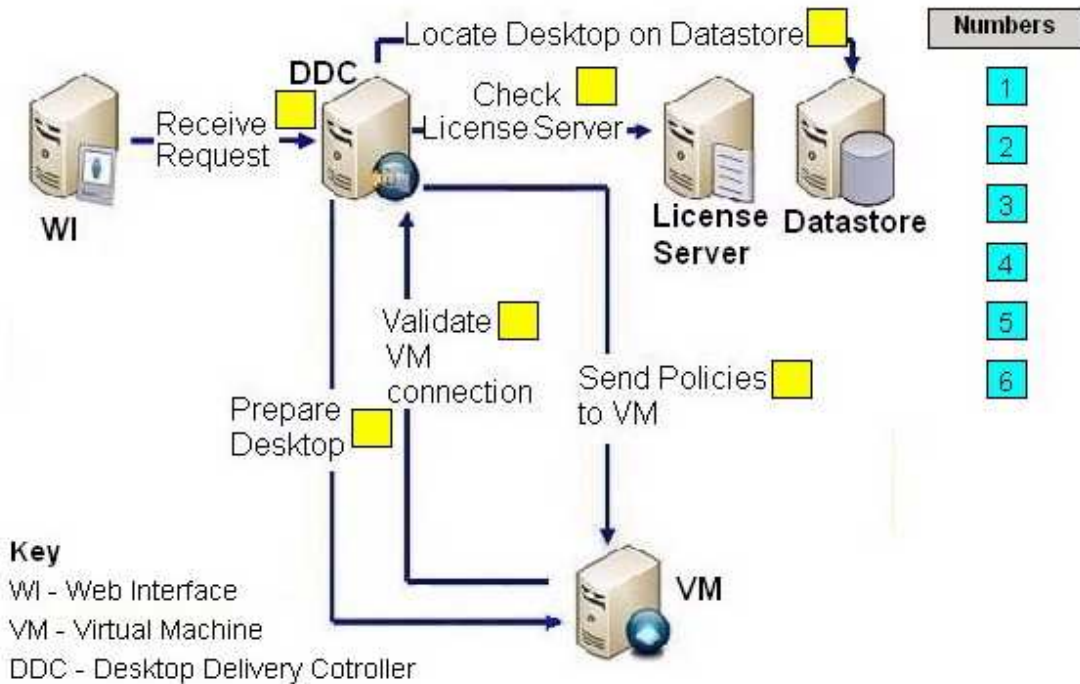 Locate Desktop on Datastore
Numbers
DDC
Check
License Server
Receive
Request
1
2
3
4
5
6
WI
License
Server
Datastore
Validate
VM
connection
Send Policies
to VM
Prepare
Desktop
VM
Key
WI - Web Interface
VM - Virtual Machine
DDC - Desktop Delivery Cotroller